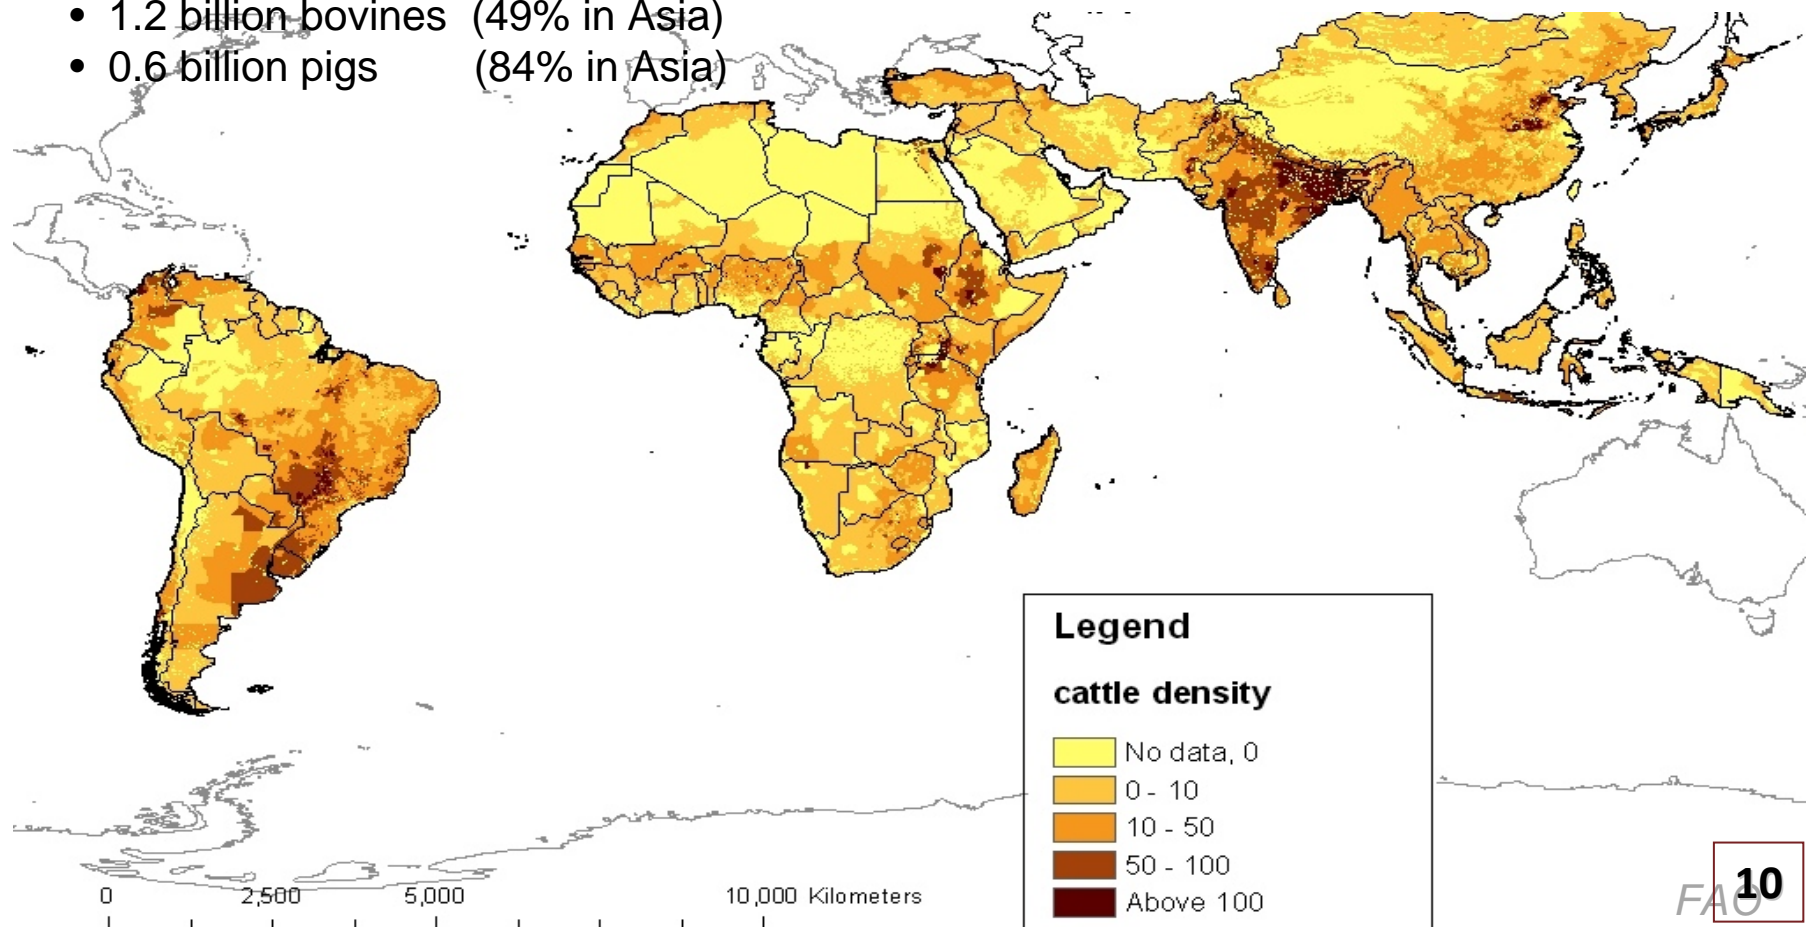 • 1.2 billion bovines (49% in Asia)
• 0.6 billion pigs (84% in Asia)
Legend
cattle density
No data, 0
0 - 10
10 - 50
50 - 100
Above 100
0 2,500 5,000 10,000 Kilometers
FAO
10